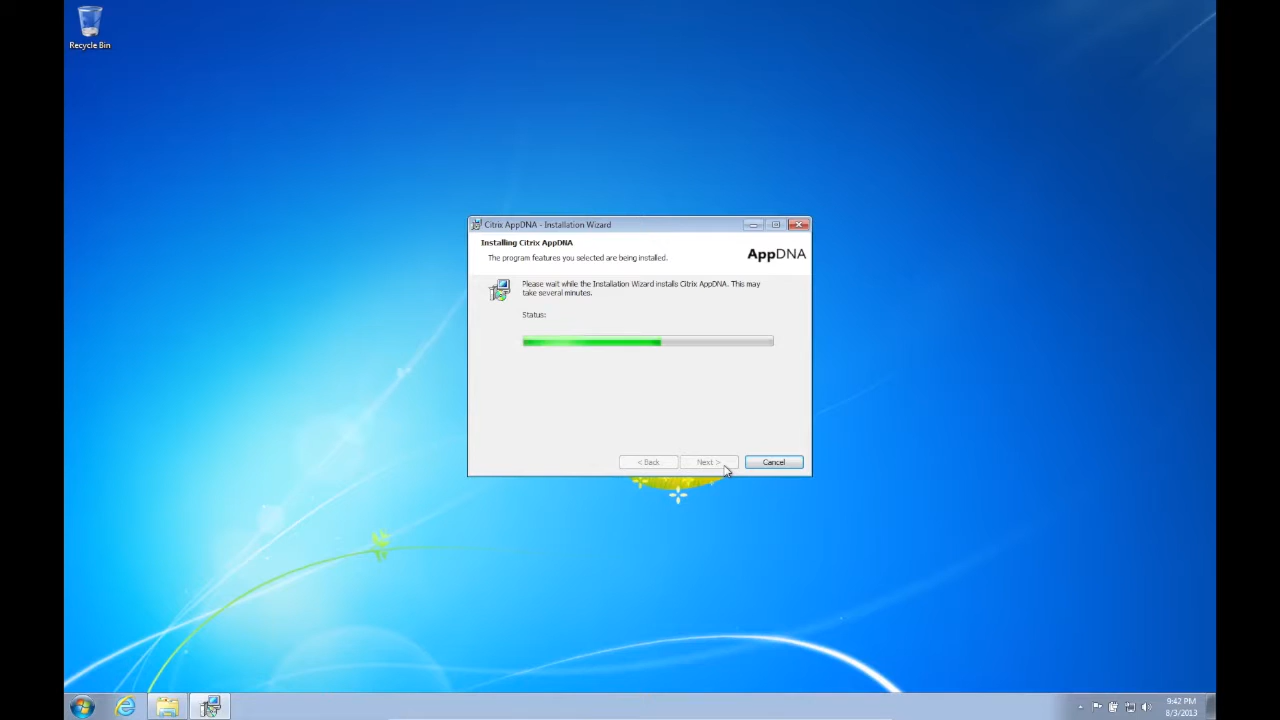 Recycle Bin
Citrix AppDNA - Installation Wizard
Installing Citrix AppDNA
The program features you selected are being installed.
AppDNA
Please wait while the Installation Wizard installs Citrix AppDNA. This may
take several minutes.
Status:
< Back
Next >
Cancel
9:42 PM
8/3/2013